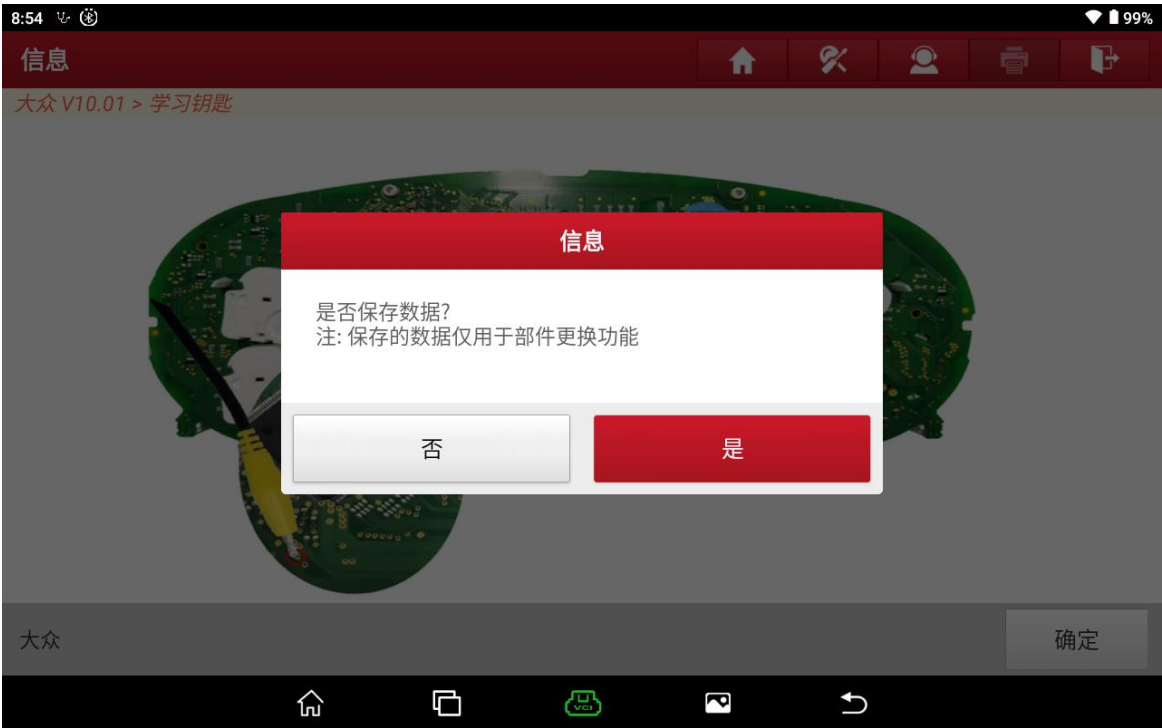 8:54
99%
信息
大众 V10.01 > 学习钥匙
信息
是否保存数据?
注: 保存的数据仅用于部件更换功能
否
是
大众
确定
VCI